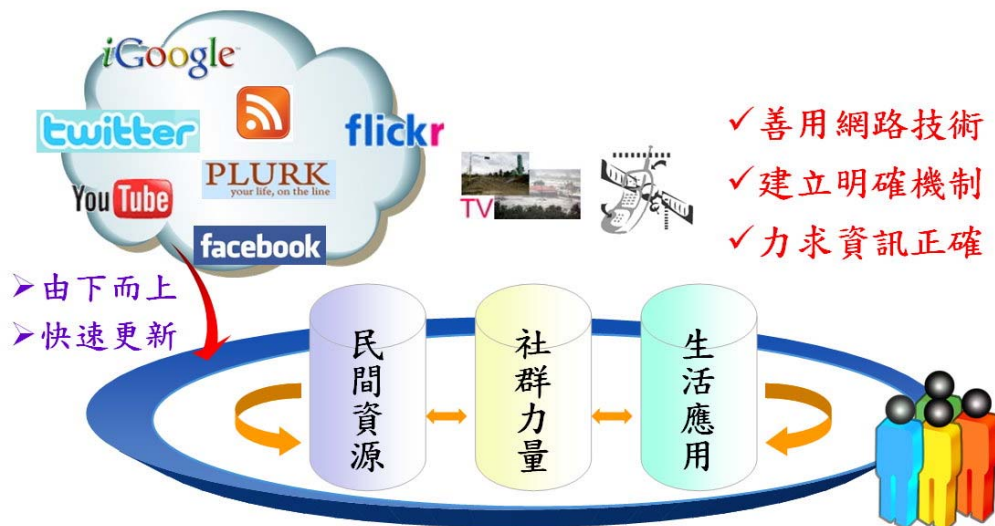 iGoogle
twitter
flickr
PLURK
your life, on the line
YouTube
facebook
TV
✓善用網路技術
✓建立明確機制
✓力求資訊正確
➢由下而上
➢快速更新
民間資源
社群力量
生活應用